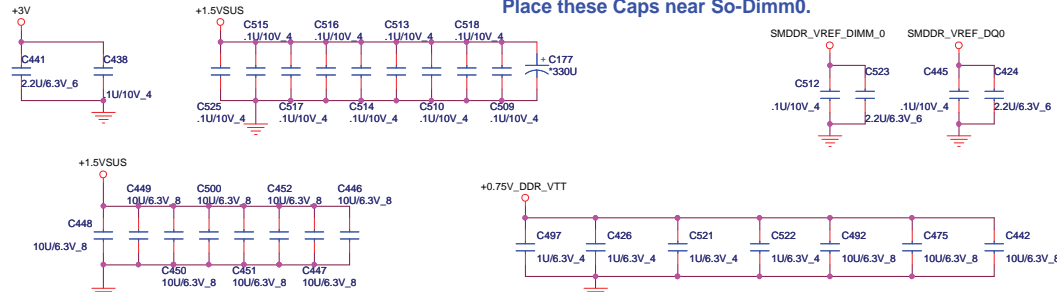 Place these Caps near So-Dimm0.
+3V
C441
2.2U/6.3V_6
C438
.1U/10V_4
+1.5VSUS
C515
.1U/10V_4
C516
.1U/10V_4
C513
.1U/10V_4
C518
.1U/10V_4
+ C177
*330U
C525
.1U/10V_4
C517
.1U/10V_4
C514
.1U/10V_4
C510
.1U/10V_4
C509
.1U/10V_4
SMDDR_VREF_DIMM_0
C512
.1U/10V_4
C523
2.2U/6.3V_6
SMDDR_VREF_DQ0
C445
.1U/10V_4
C424
2.2U/6.3V_6
+1.5VSUS
C448
10U/6.3V_8
C449
10U/6.3V_8
C500
10U/6.3V_8
C452
10U/6.3V_8
C446
10U/6.3V_8
C450
10U/6.3V_8
C451
10U/6.3V_8
C447
10U/6.3V_8
+0.75V_DDR_VTT
C497
1U/6.3V_4
C426
1U/6.3V_4
C521
1U/6.3V_4
C522
1U/6.3V_4
C492
10U/6.3V_8
C475
10U/6.3V_8
C442
10U/6.3V_8